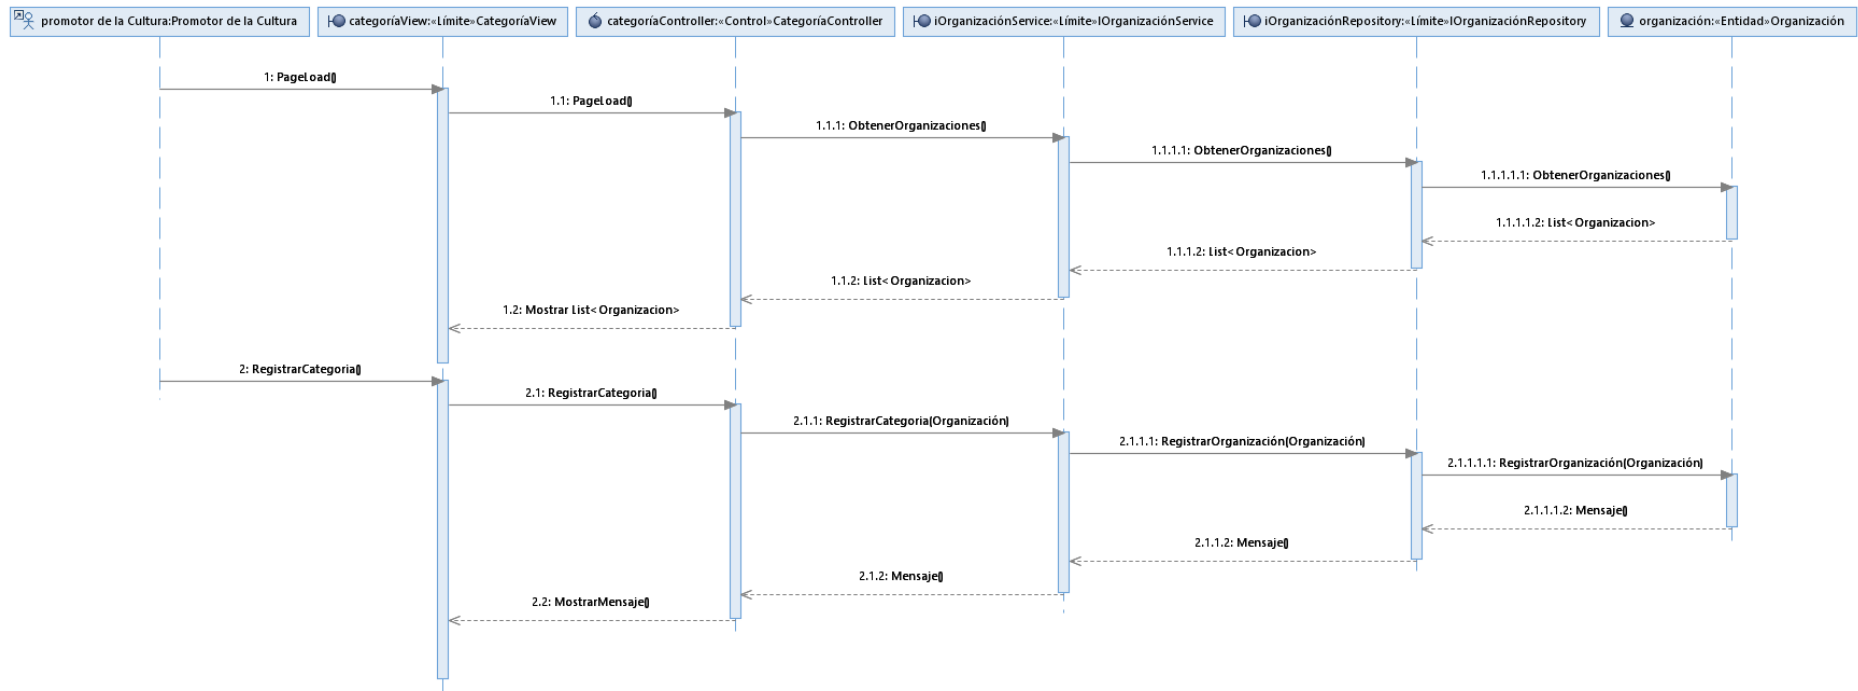 promotor de la Cultura:Promotor de la Cultura
categoríaView:«Límite»CategoríaView
categoríaController:«Control»CategoríaController
iOrganizaciónService:«Límite»IOrganizaciónService
iOrganizaciónRepository:«Límite»IOrganizaciónRepository
organización:«Entidad»Organización
1: PageLoad()
1.1: PageLoad()
1.1.1: ObtenerOrganizaciones()
1.1.1.1: ObtenerOrganizaciones()
1.1.1.1.1: ObtenerOrganizaciones()
1.1.1.1.2: List<Organizacion>
1.1.1.2: List<Organizacion>
1.1.2: List<Organizacion>
1.2: Mostrar List<Organizacion>
2: RegistrarCategoria()
2.1: RegistrarCategoria()
2.1.1: RegistrarCategoria(Organización)
2.1.1.1: RegistrarOrganización(Organización)
2.1.1.1.1: RegistrarOrganización(Organización)
2.1.1.1.2: Mensaje()
2.1.1.2: Mensaje()
2.1.2: Mensaje()
2.2: MostrarMensaje()